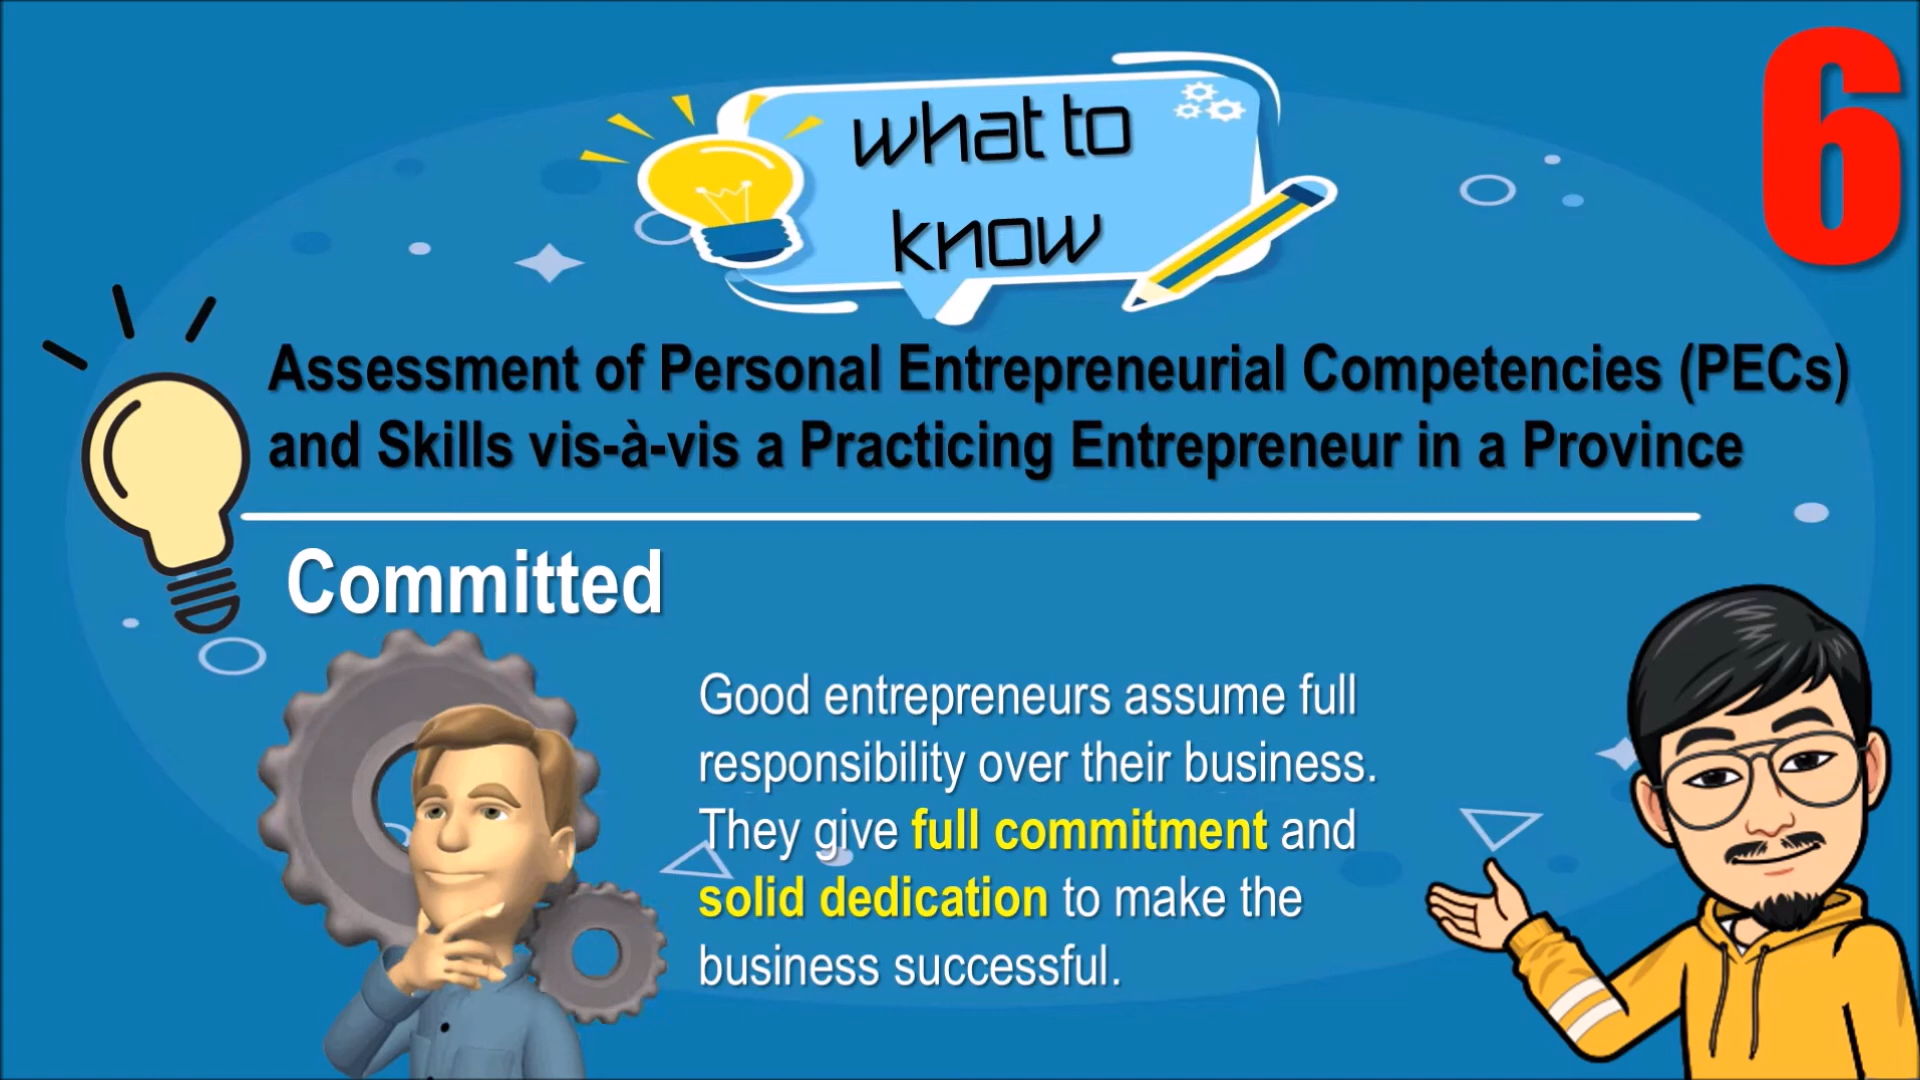 what to
know
6
Assessment of Personal Entrepreneurial Competencies (PECs)
and Skills vis-à-vis a Practicing Entrepreneur in a Province
Committed
Good entrepreneurs assume full
responsibility over their business.
They give full commitment and
solid dedication to make the
business successful.